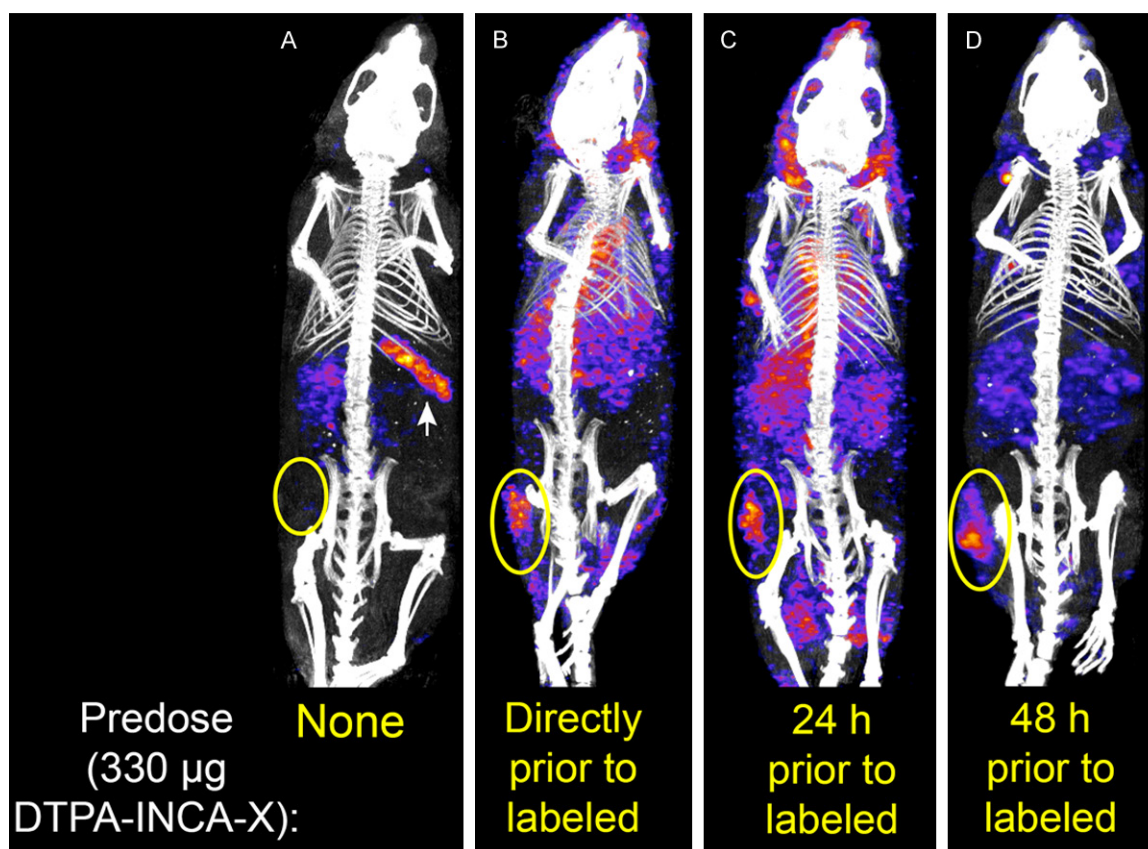 A
B
C
D
Predose
(330 µg
DTPA-INCA-X):
None
Directly
prior to
labeled
24 h
prior to
labeled
48 h
prior to
labeled